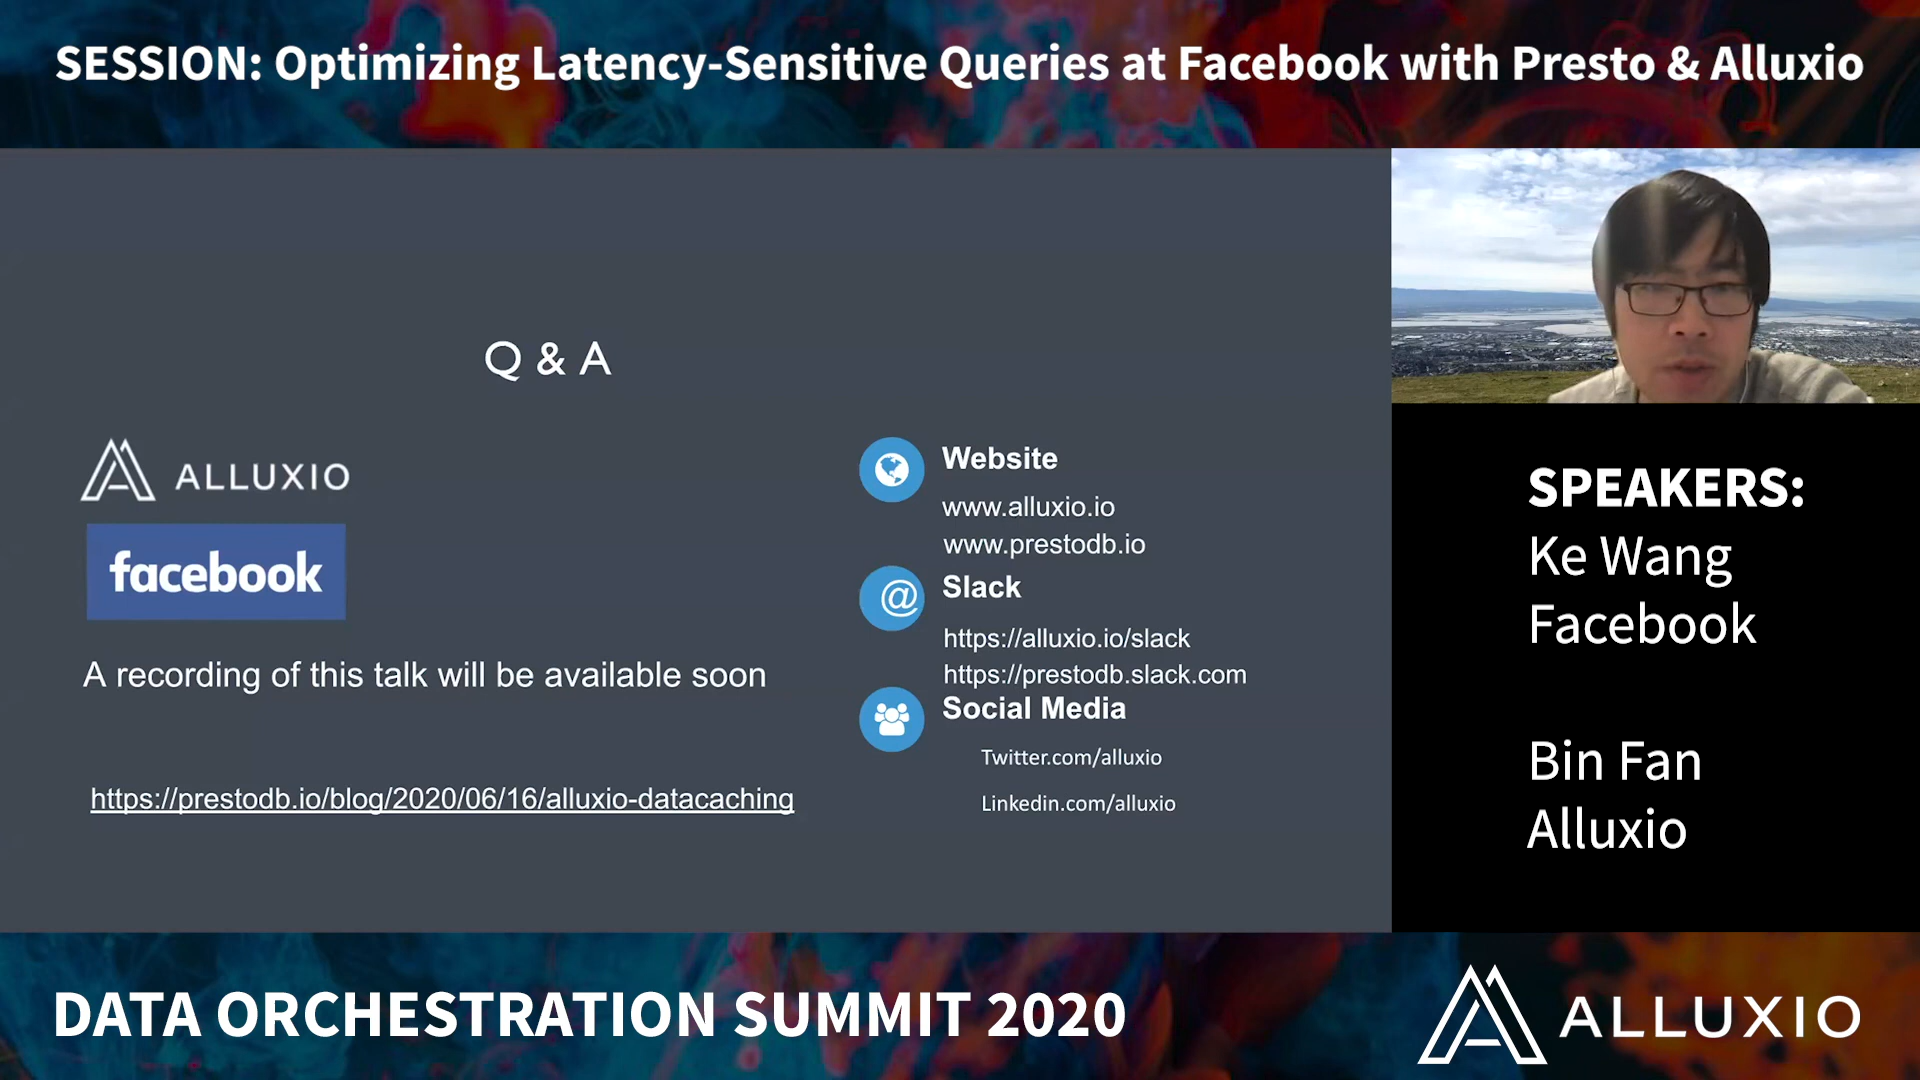 SESSION: Optimizing Latency-Sensitive Queries at Facebook with Presto & Alluxio
Q & A
ALLUXIO
facebook
A recording of this talk will be available soon
https://prestodb.io/blog/2020/06/16/alluxio-datacaching
Website
www.alluxio.io
www.prestodb.io
@
Slack
https://alluxio.io/slack
https://prestodb.slack.com
Social Media
Twitter.com/alluxio
Linkedin.com/alluxio
SPEAKERS:
Ke Wang
Facebook
Bin Fan
Alluxio
DATA ORCHESTRATION SUMMIT 2020
ALLUXIO